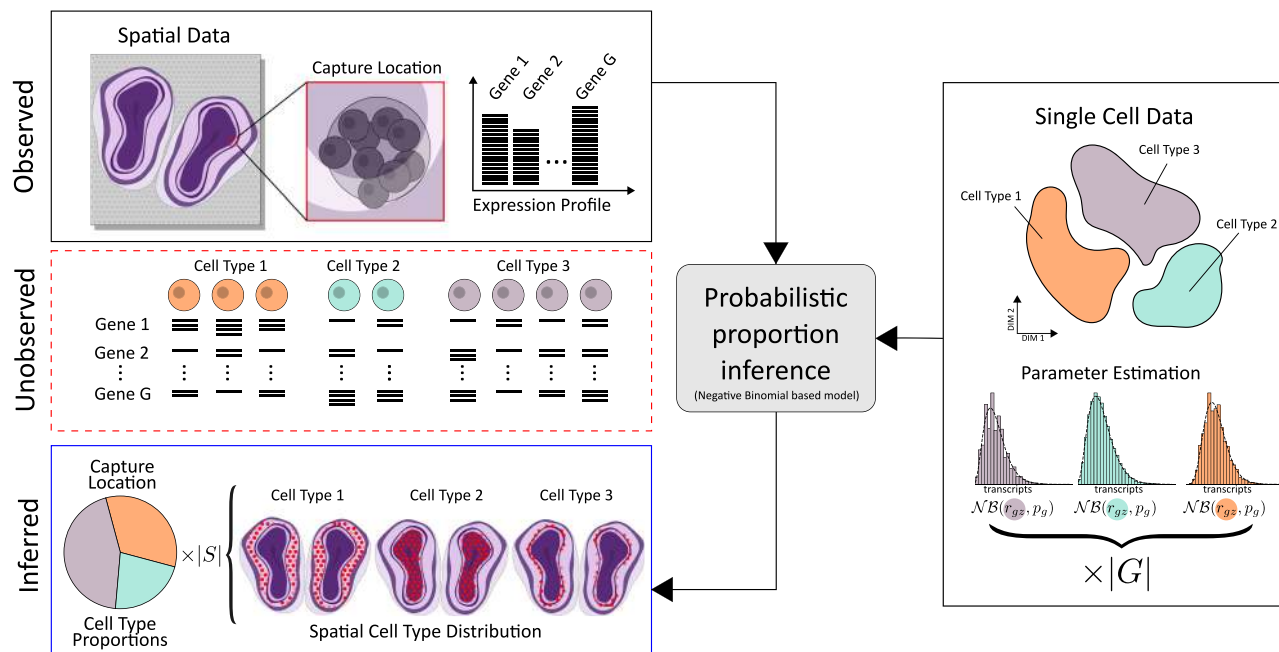 Observed
Spatial Data
Capture Location
Gene 1
Gene 2
Gene G
...
Expression Profile
Unobserved
Cell Type 1
Cell Type 2
Cell Type 3
Gene 1
Gene 2
Gene G
Inferred
Capture
Location
Cell Type
Proportions
×|S|
Cell Type 1
Cell Type 2
Cell Type 3
Spatial Cell Type Distribution
Probabilistic
proportion
inference
(Negative Binomial based model)
Single Cell Data
Cell Type 3
Cell Type 1
Cell Type 2
DIM 2
DIM 1
Parameter Estimation
transcripts
transcripts
transcripts
𝒩ℬ(r_gz, p_g)
𝒩ℬ(r_gz, p_g)
𝒩ℬ(r_gz, p_g)
×|G|